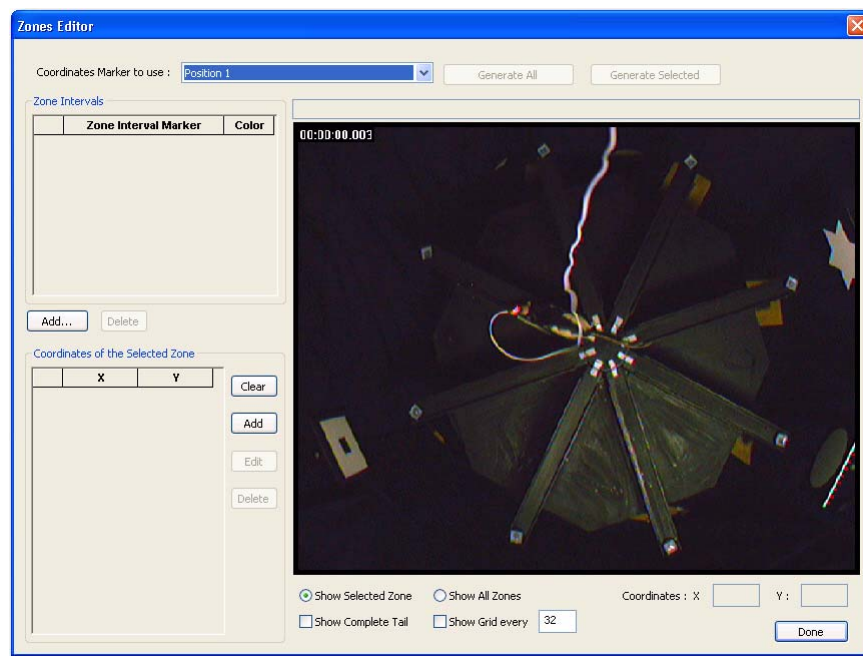 Zones Editor
Coordinates Marker to use : Position 1 Generate All Generate Selected
Zone Intervals
Zone Interval Marker Color
00:00:00.003
Add... Delete
Coordinates of the Selected Zone
X Y
Clear
Add
Edit
Delete
Show Selected Zone Show All Zones Coordinates : X Y :
Show Complete Tail Show Grid every 32
Done